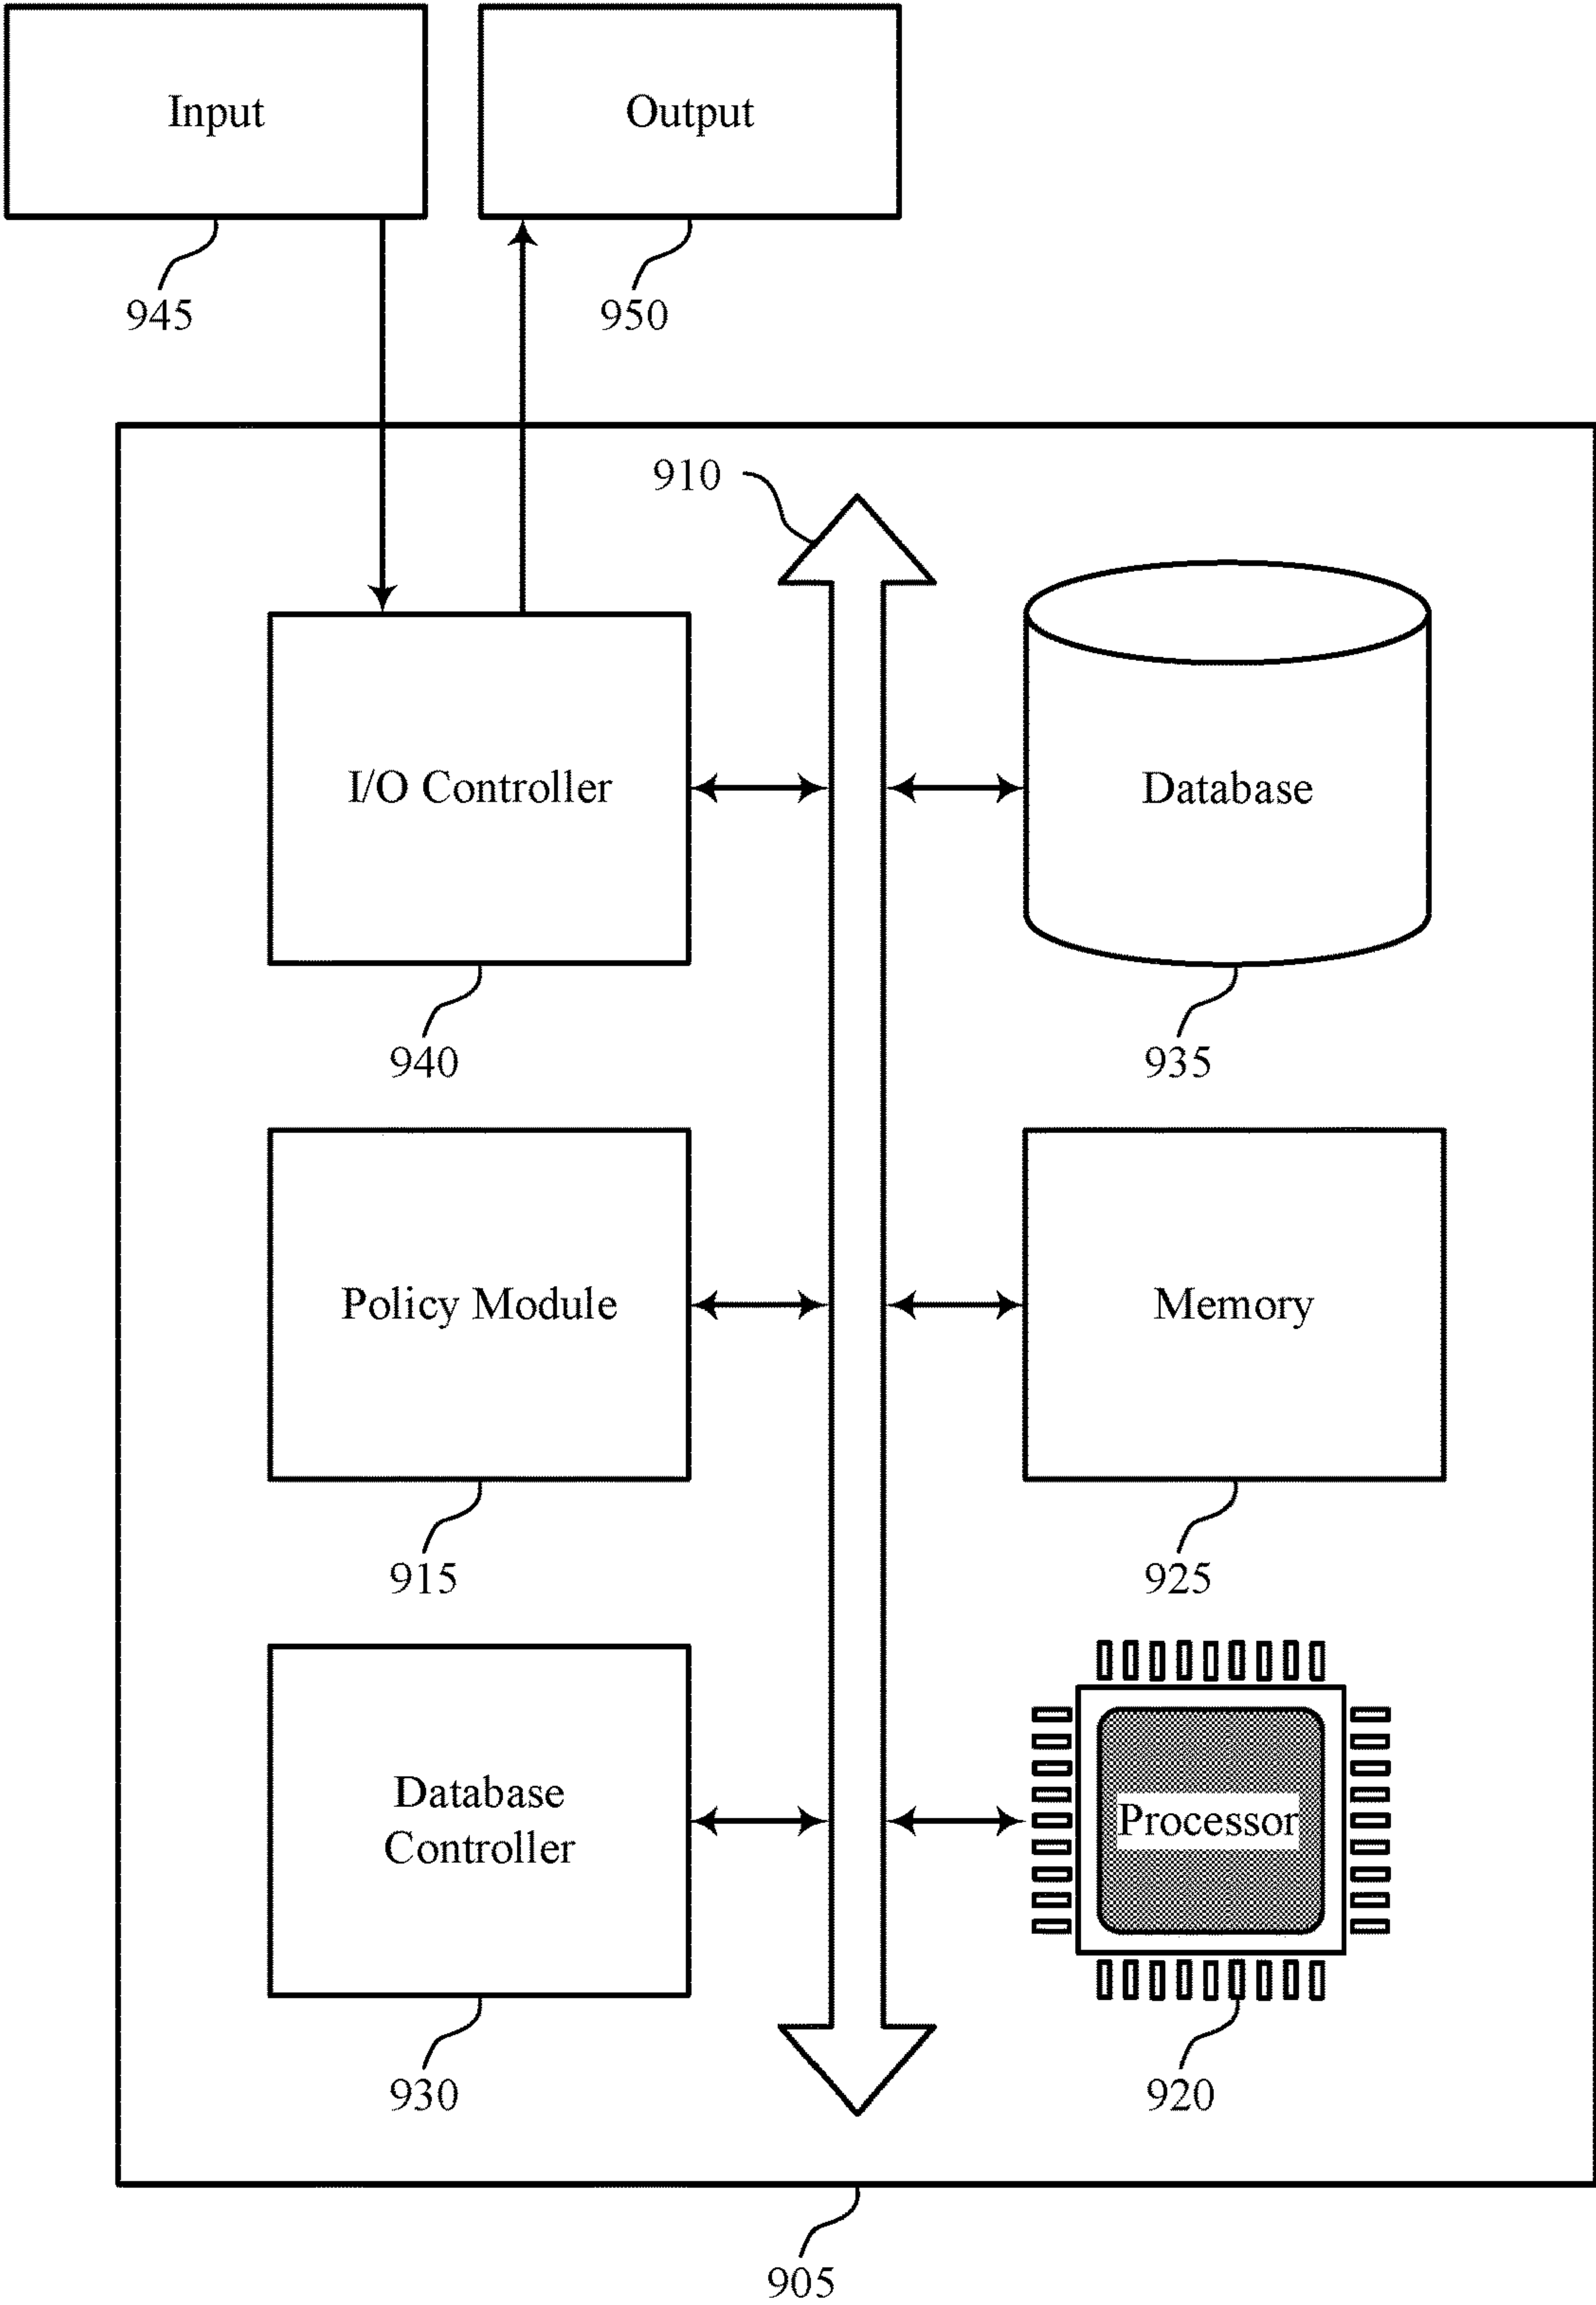 Input
Output
945
950
910
I/O Controller
Database
940
935
Policy Module
Memory
915
925
Database
Controller
Processor
930
920
905